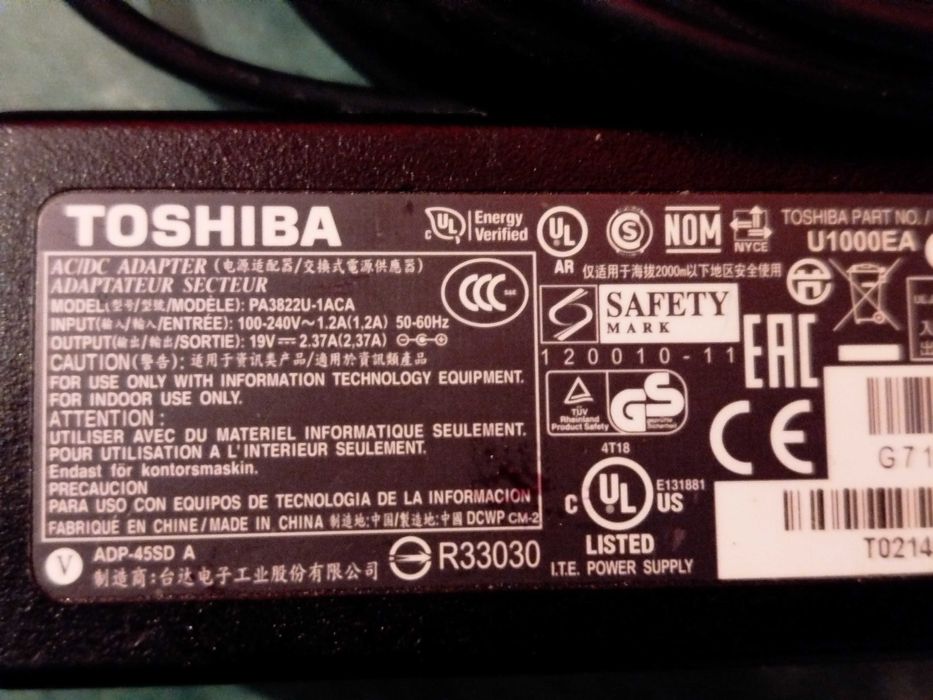 TOSHIBA
UL Energy Verified
UL AR
S
NOM
NYCE
TOSHIBA PART NO./
U1000EA
AC/DC ADAPTER (电源适配器/交換式電源供應器)
ADAPTATEUR SECTEUR
仅适用于海拔2000m以下地区安全使用
MODEL(型号/型號/MODÈLE): PA3822U-1ACA
CCC S&E
INPUT(输入/輸入/ENTRÉE): 100-240V~1.2A(1,2A) 50-60Hz
SAFETY
MARK
OUTPUT(输出/輸出/SORTIE): 19V 2.37A(2,37A)
120010-11
CAUTION(警告): 适用于资讯类产品/適用於資訊類產品
EAC
FOR USE ONLY WITH INFORMATION TECHNOLOGY EQUIPMENT.
FOR INDOOR USE ONLY.
TÜV
Rheinland
Product Safety
GS
geprüfte
Sicherheit
ATTENTION :
UTILISER AVEC DU MATERIEL INFORMATIQUE SEULEMENT.
POUR UTILISATION A L'INTERIEUR SEULEMENT.
CE
4T18
G71
Endast för kontorsmaskin.
PRECAUCION
PARA USO CON EQUIPOS DE TECNOLOGIA DE LA INFORMACION
C UL US
E131881
LISTED
I.T.E. POWER SUPPLY
FABRIQUÉ EN CHINE/MADE IN CHINA 制造地:中国/製造地:中國 DCWP CM-2
T0214
V
ADP-45SD A
制造商:台达电子工业股份有限公司
R33030